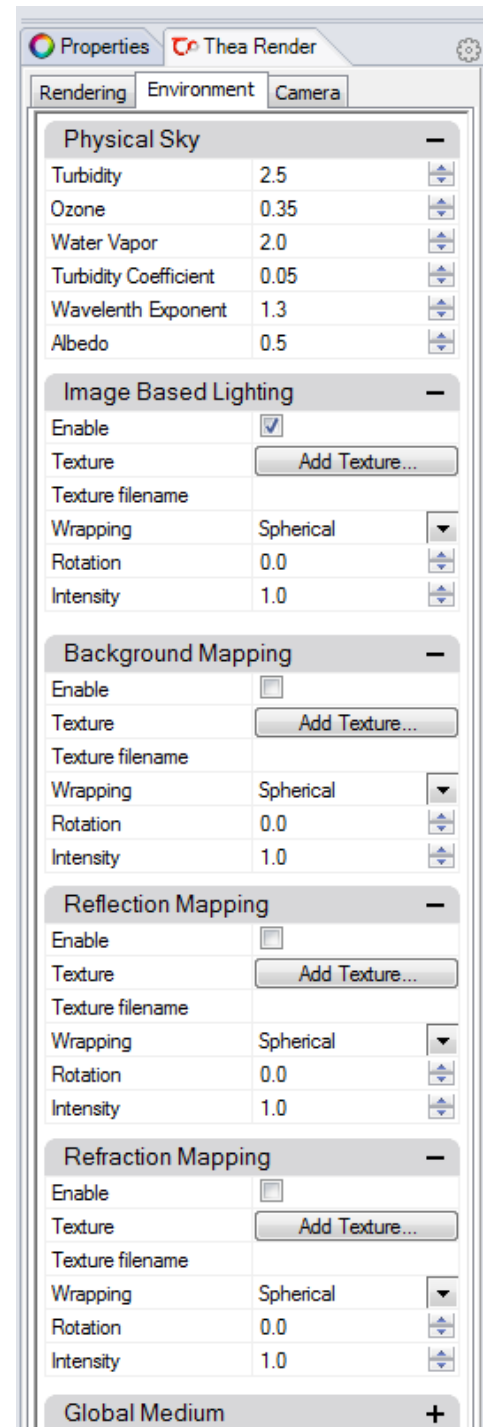 Properties Thea Render
Rendering Environment Camera
Physical Sky −
Turbidity 2.5
Ozone 0.35
Water Vapor 2.0
Turbidity Coefficient 0.05
Wavelenth Exponent 1.3
Albedo 0.5
Image Based Lighting −
Enable
Texture Add Texture...
Texture filename
Wrapping Spherical
Rotation 0.0
Intensity 1.0
Background Mapping −
Enable
Texture Add Texture...
Texture filename
Wrapping Spherical
Rotation 0.0
Intensity 1.0
Reflection Mapping −
Enable
Texture Add Texture...
Texture filename
Wrapping Spherical
Rotation 0.0
Intensity 1.0
Refraction Mapping −
Enable
Texture Add Texture...
Texture filename
Wrapping Spherical
Rotation 0.0
Intensity 1.0
Global Medium +